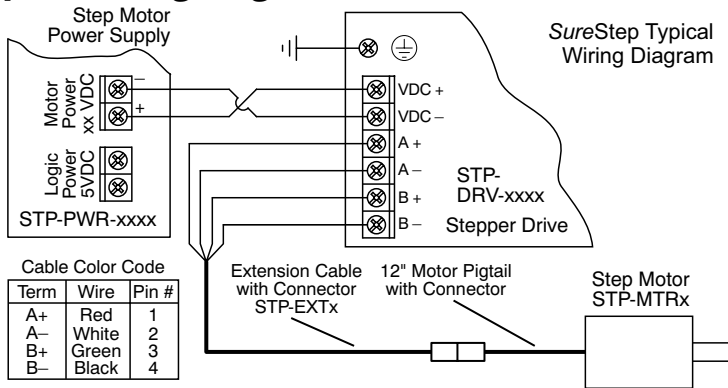 Step Motor
Power Supply
SureStep Typical
Wiring Diagram
Motor
Power
xx VDC
–
+
Logic
Power
5VDC
STP-PWR-xxxx
VDC +
VDC –
A +
A –
B +
B –
STP-
DRV-xxxx
Stepper Drive
Cable Color Code
Term Wire Pin #
A+ Red 1
A– White 2
B+ Green 3
B– Black 4
Extension Cable
with Connector
STP-EXTx
12" Motor Pigtail
with Connector
Step Motor
STP-MTRx